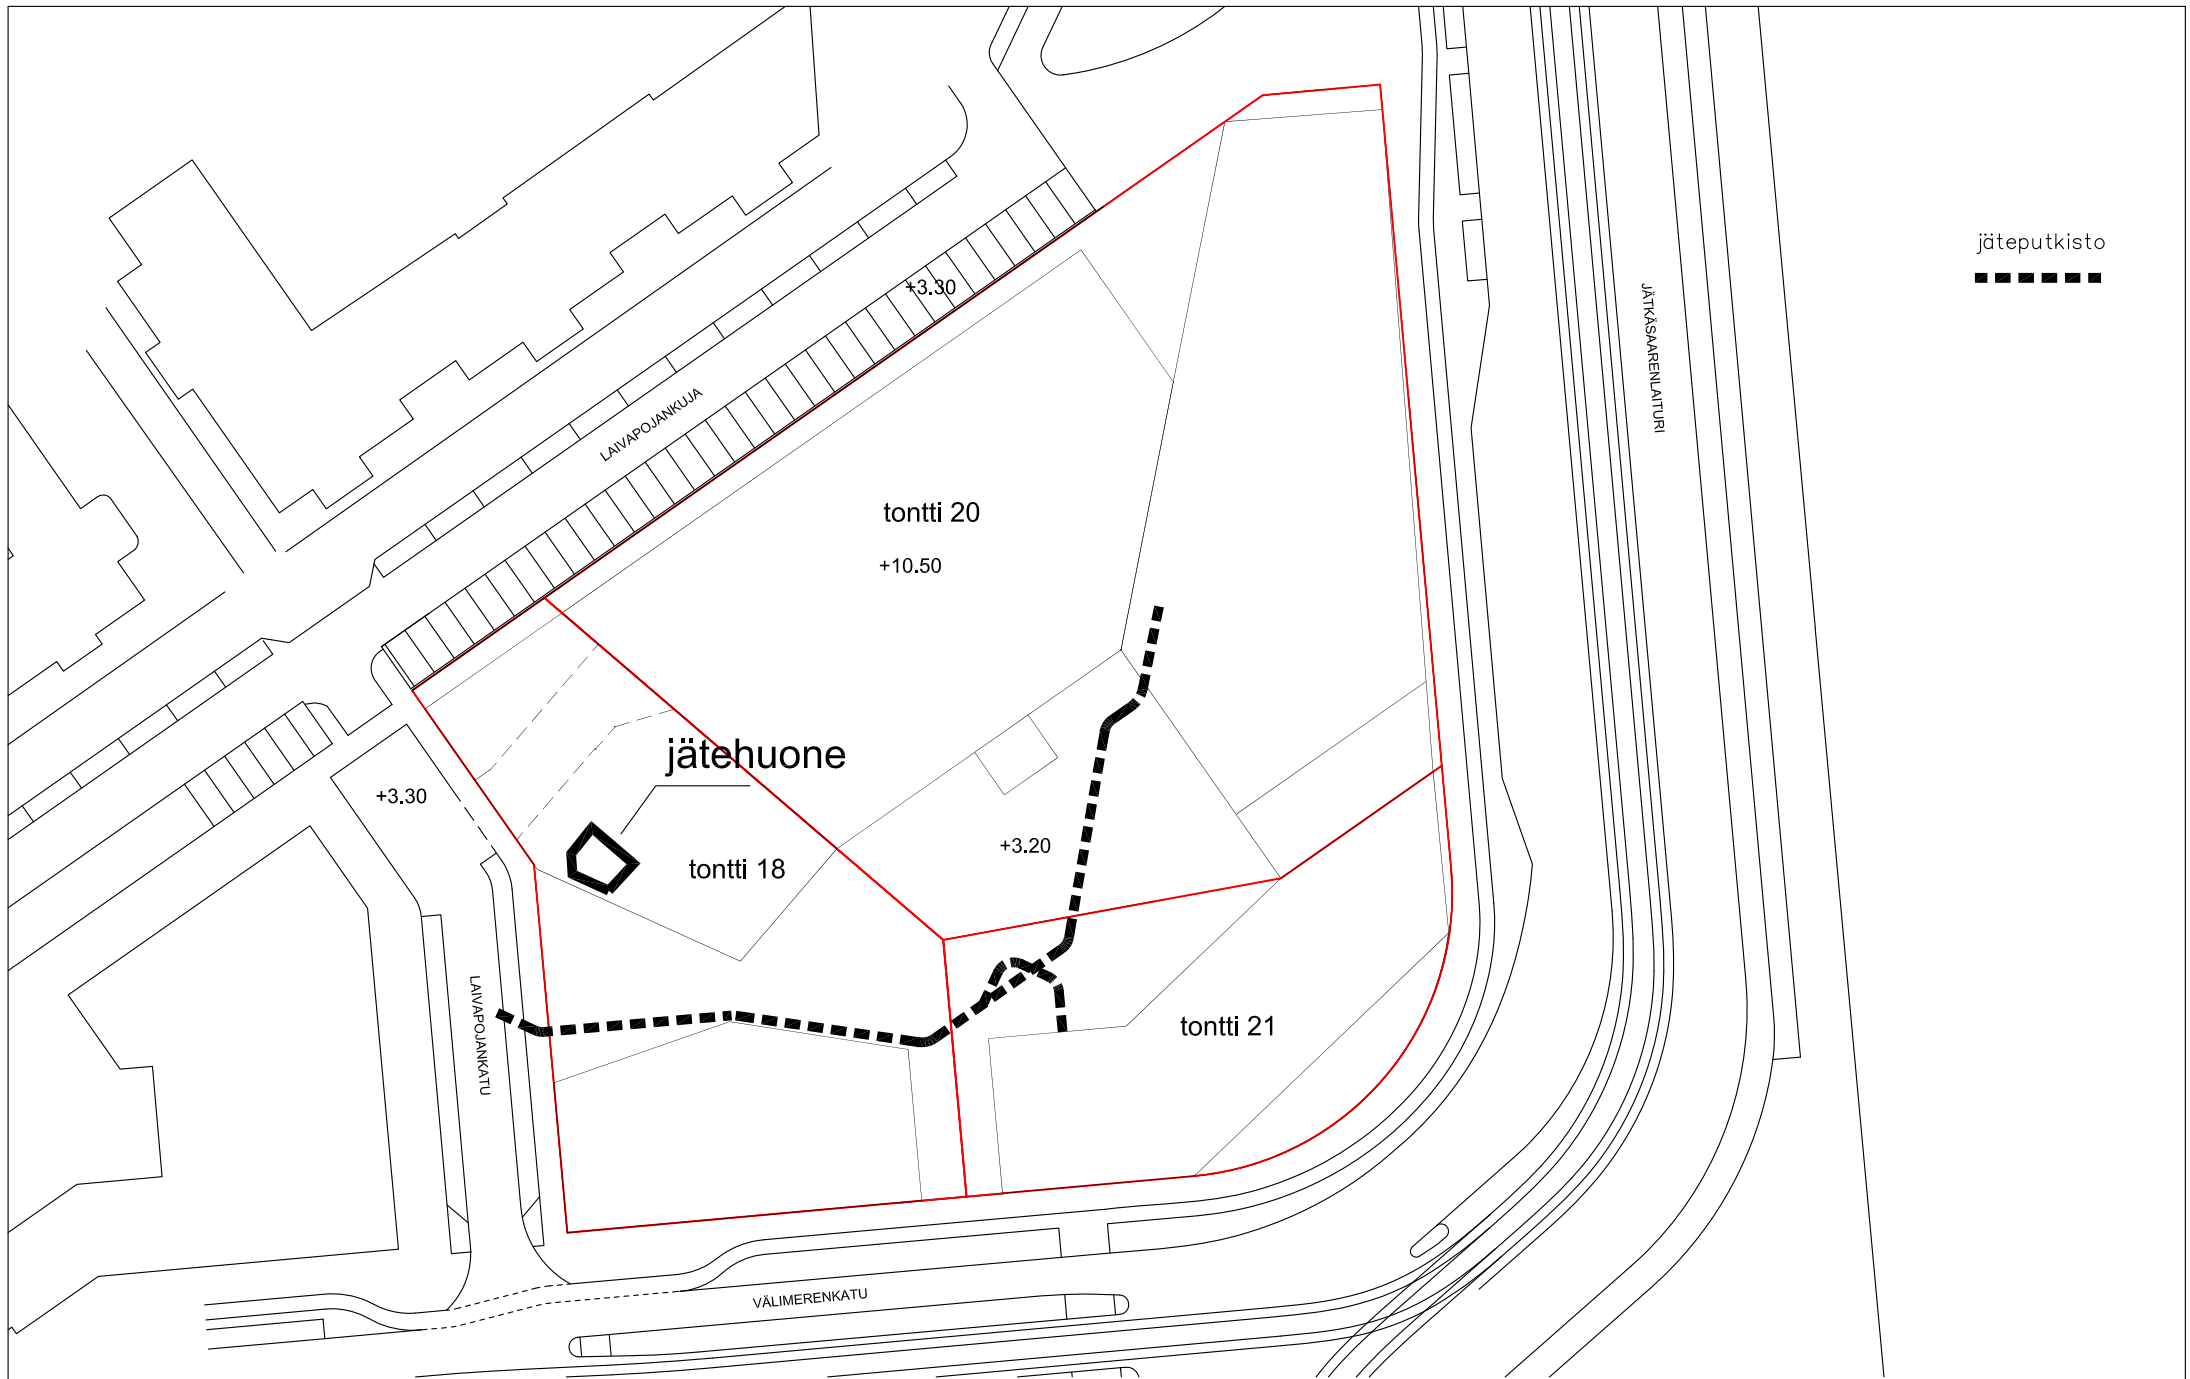 jäteputkisto
+3.30
JÄTKÄSAARENLAITURI
LAIVAPOJANKUJA
tontti 20
+10.50
jätehuone
+3.30
+3.20
tontti 18
LAIVAPOJANKATU
tontti 21
VÄLIMERENKATU